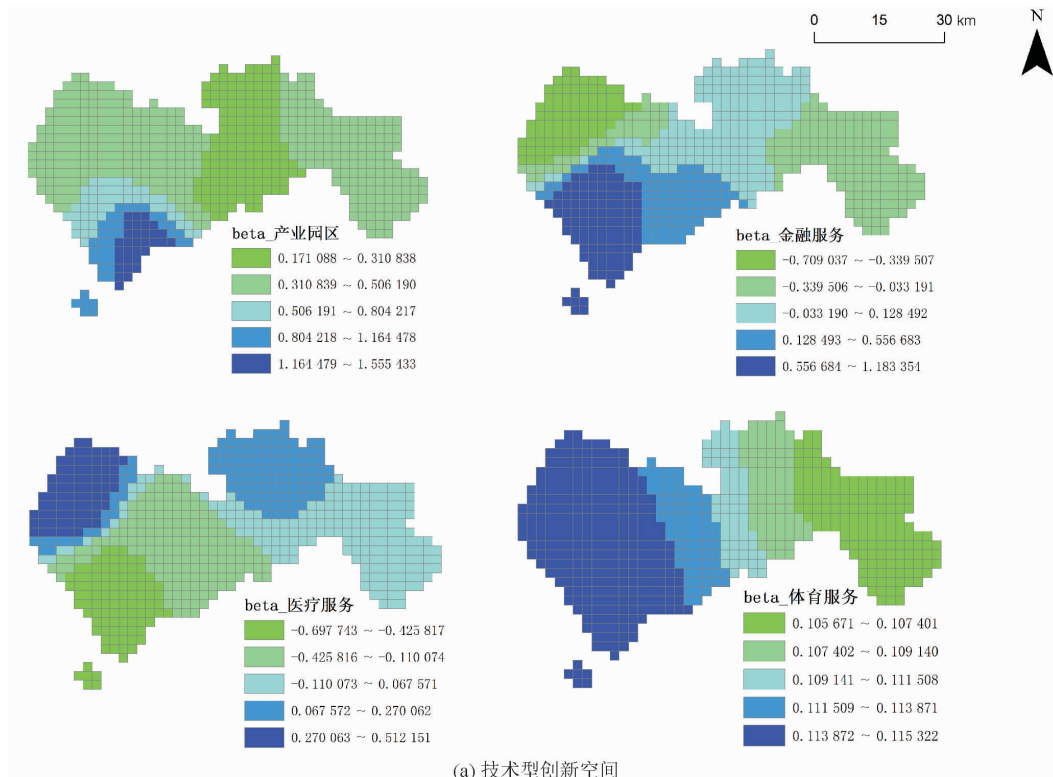 0 15 30 km
N
beta_产业园区
0.171 088 ~ 0.310 838
0.310 839 ~ 0.506 190
0.506 191 ~ 0.804 217
0.804 218 ~ 1.164 478
1.164 479 ~ 1.555 433
beta_金融服务
-0.709 037 ~ -0.339 507
-0.339 506 ~ -0.033 191
-0.033 190 ~ 0.128 492
0.128 493 ~ 0.556 683
0.556 684 ~ 1.183 354
beta_医疗服务
-0.697 743 ~ -0.425 817
-0.425 816 ~ -0.110 074
-0.110 073 ~ 0.067 571
0.067 572 ~ 0.270 062
0.270 063 ~ 0.512 151
beta_体育服务
0.105 671 ~ 0.107 401
0.107 402 ~ 0.109 140
0.109 141 ~ 0.111 508
0.111 509 ~ 0.113 871
0.113 872 ~ 0.115 322
(a) 技术型创新空间